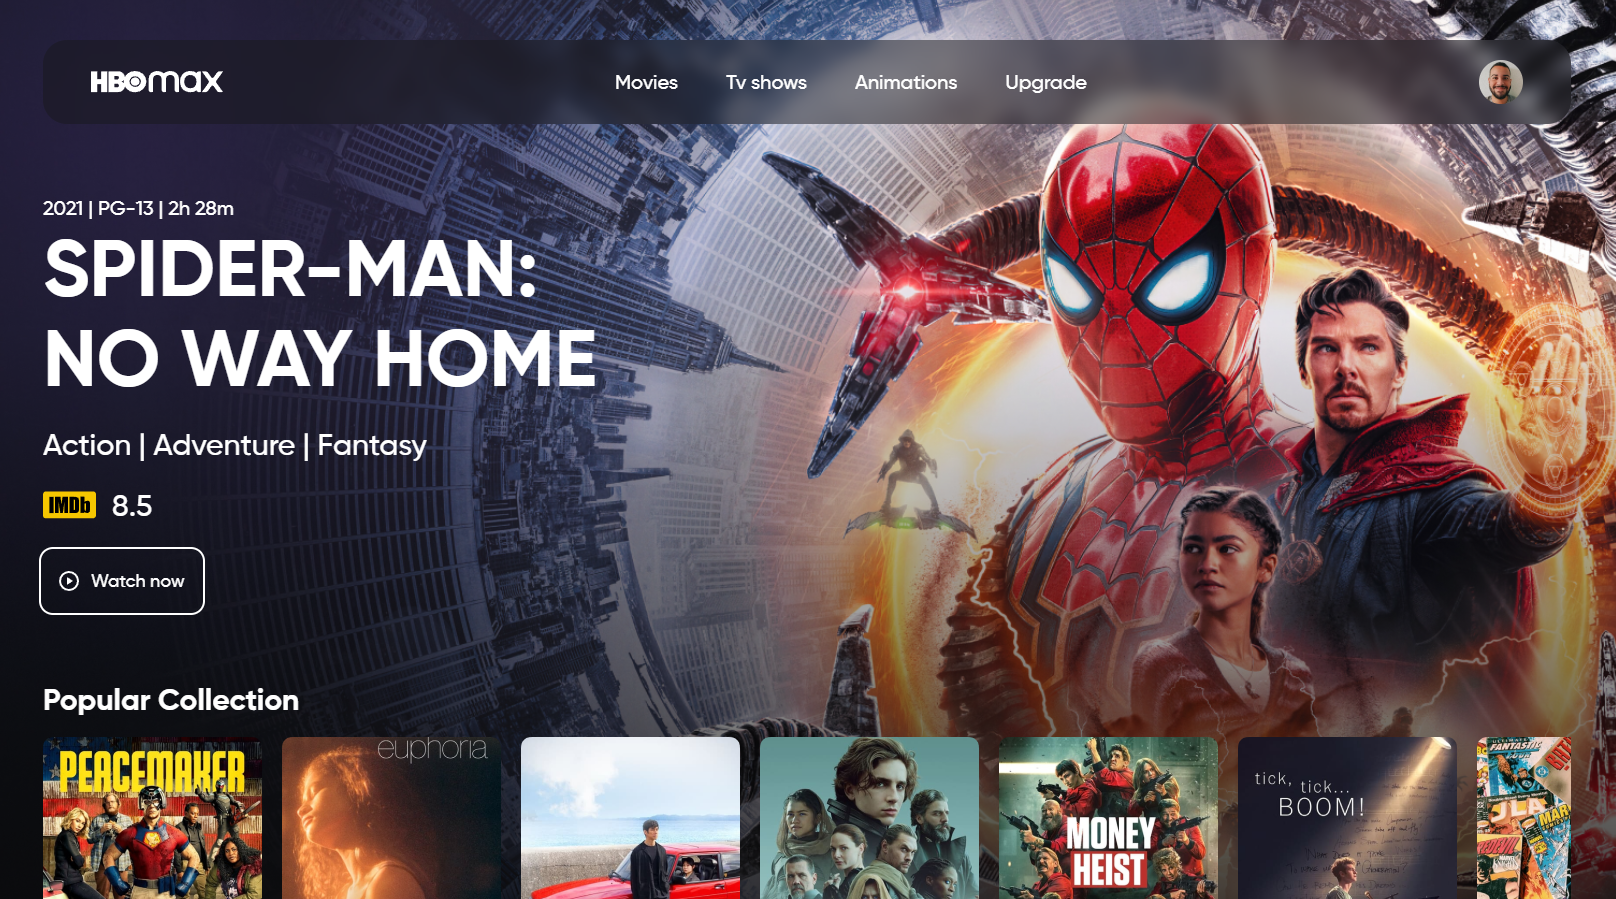 HBOmax
Movies
Tv shows
Animations
Upgrade
2021 | PG-13 | 2h 28m
SPIDER-MAN:
NO WAY HOME
Action | Adventure | Fantasy
IMDb 8.5
Watch now
Popular Collection
PEACEMAKER
euphoria
MONEY
HEIST
tick, tick...
BOOM!
FANTASTIC
FOUR
JLA